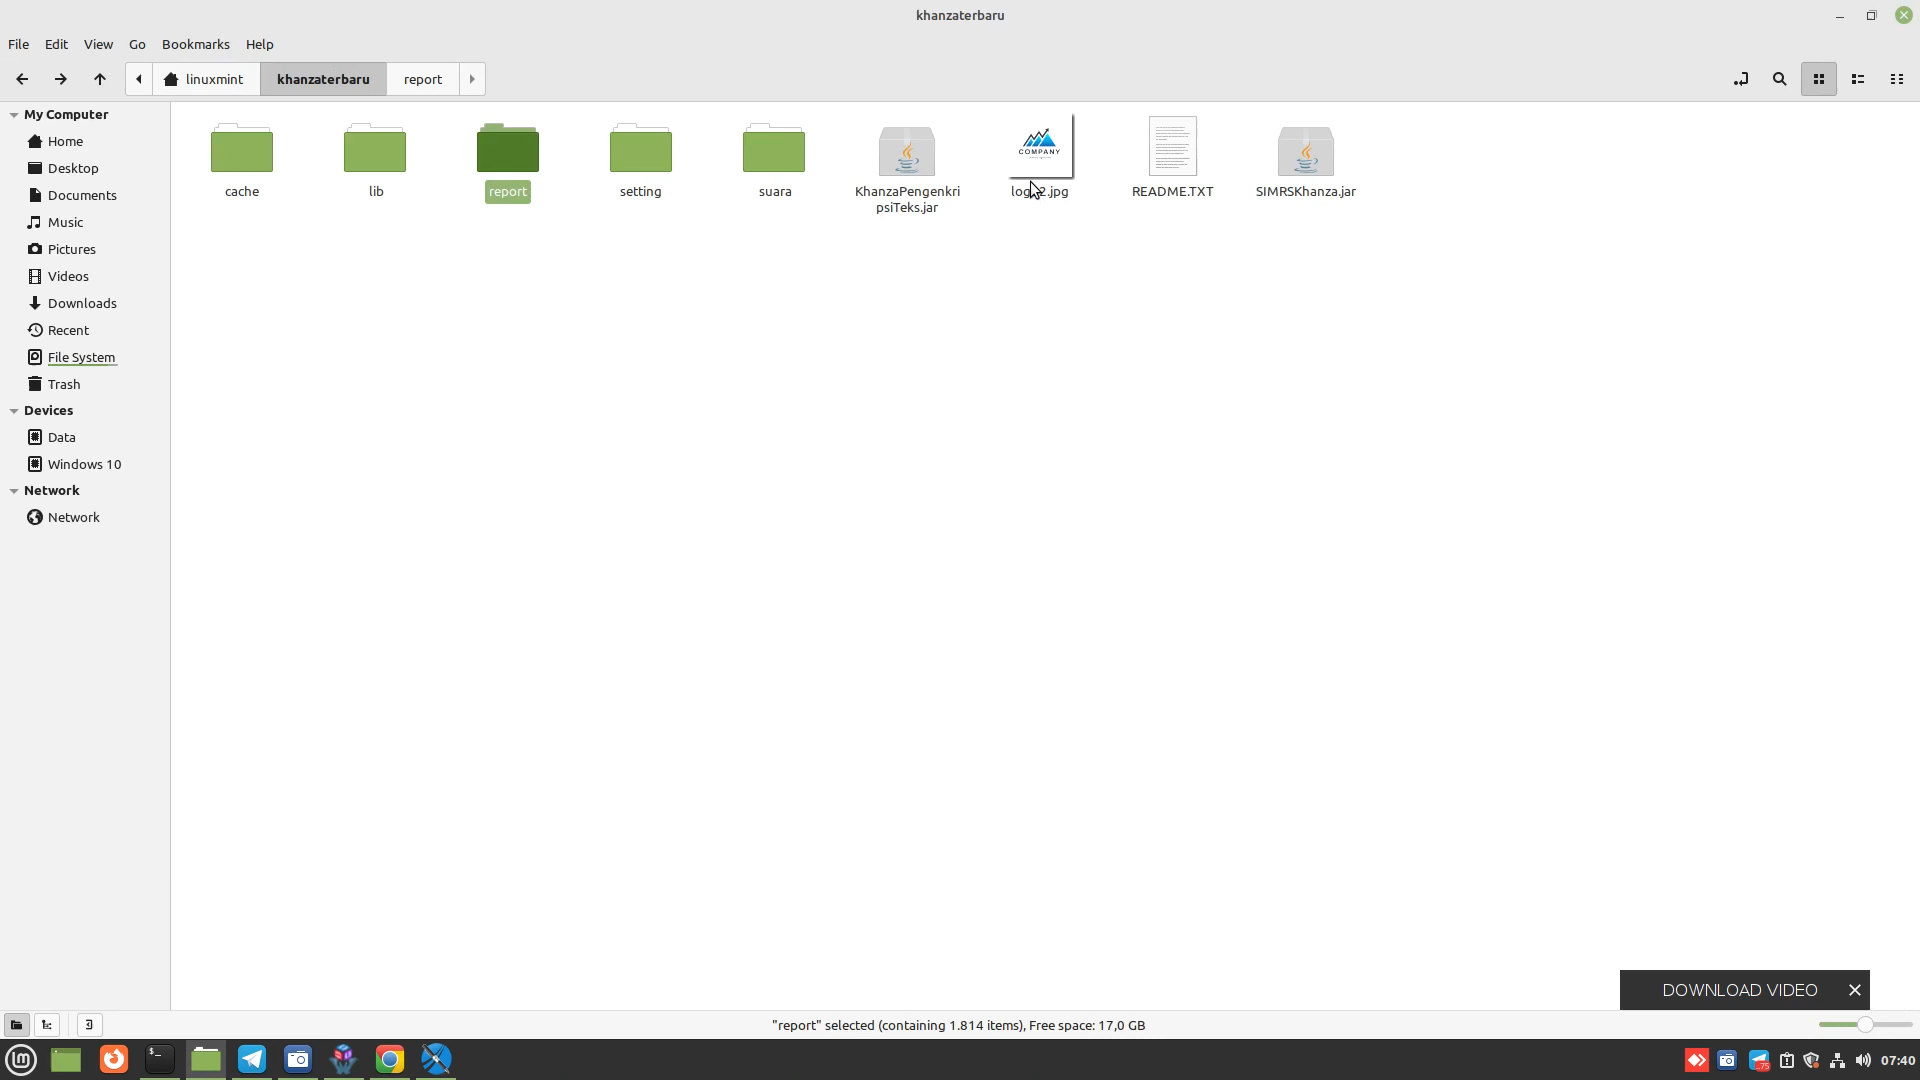 khanzaterbaru
File Edit View Go Bookmarks Help
linuxmint khanzaterbaru report
My Computer
Home
Desktop
Documents
Music
Pictures
Videos
Downloads
Recent
File System
Trash
Devices
Data
Windows 10
Network
Network
cache
lib
report
setting
suara
KhanzaPengenkri
psiTeks.jar
COMPANY
README.TXT
SIMRSKhanza.jar
DOWNLOAD VIDEO
"report" selected (containing 1.814 items), Free space: 17,0 GB
75
07:40